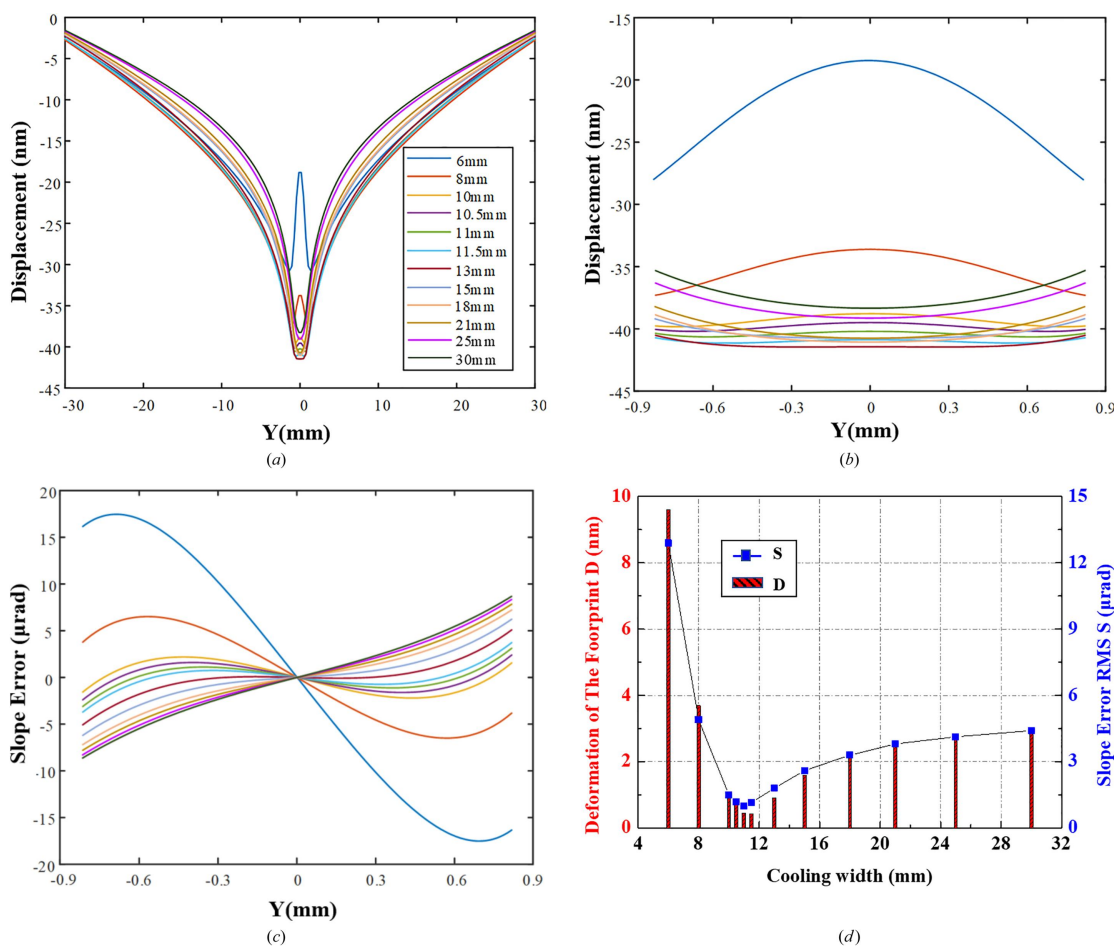 0
-5
-10
-15
-20
-25
-30
-35
-40
-45
Displacement (nm)
6mm
8mm
10mm
10.5mm
11mm
11.5mm
13mm
15mm
18mm
21mm
25mm
30mm
-30 -20 -10 0 10 20 30
Y(mm)
(a)
-15
-20
-25
-30
-35
-40
-45
Displacement (nm)
-0.9 -0.6 -0.3 0 0.3 0.6 0.9
Y(mm)
(b)
20
15
10
5
0
-5
-10
-15
-20
Slope Error (μrad)
-0.9 -0.6 -0.3 0 0.3 0.6 0.9
Y(mm)
(c)
10
8
6
4
2
0
Deformation of The Foorprint D (nm)
S
D
15
12
9
6
3
0
Slope Error RMS S (μrad)
4 8 12 16 20 24 28 32
Cooling width (mm)
(d)